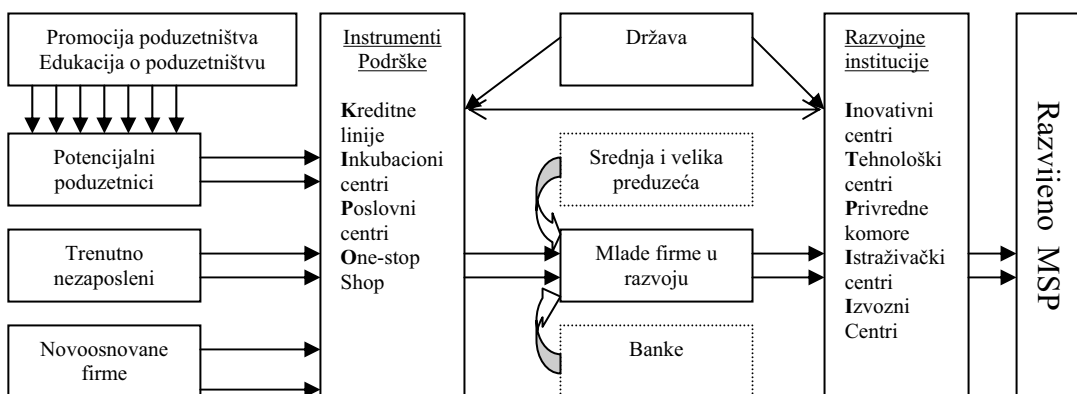 Promocija poduzetništva
Edukacija o poduzetništvu
Potencijalni
poduzetnici
Trenutno
nezaposleni
Novoosnovane
firme
Instrumenti
Podrške
Kreditne
linije
Inkubacioni
centri
Poslovni
centri
One-stop
Shop
Država
Srednja i velika
preduzeća
Mlade firme u
razvoju
Banke
Razvojne
institucije
Inovativni
centri
Tehnološki
centri
Privredne
komore
Istraživački
centri
Izvozni
Centri
Razvijeno MSP